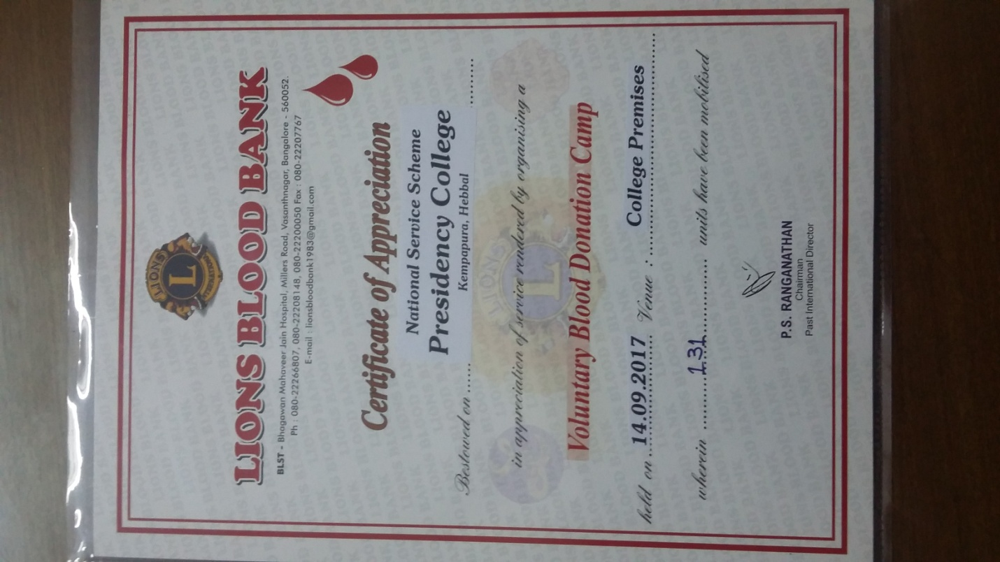 LIONS
L
INTERNATIONAL
LIONS BLOOD BANK
BLST - Bhagawan Mahaveer Jain Hospital, Millers Road, Vasanthnagar, Bangalore - 560052.
Ph : 080-22266807, 080-22208148, 080-22200050 Fax : 080-22207767
E-mail : lionsbloodbank1983@gmail.com
Certificate of Appreciation
National Service Scheme
Presidency College
Kempapura, Hebbal
Bestowed on
in appreciation of service rendered by organising a
Voluntary Blood Donation Camp
held on 14.09.2017 Venue : College Premises
wherein 131 units have been mobilised
P.S. RANGANATHAN
Chairman
Past International Director